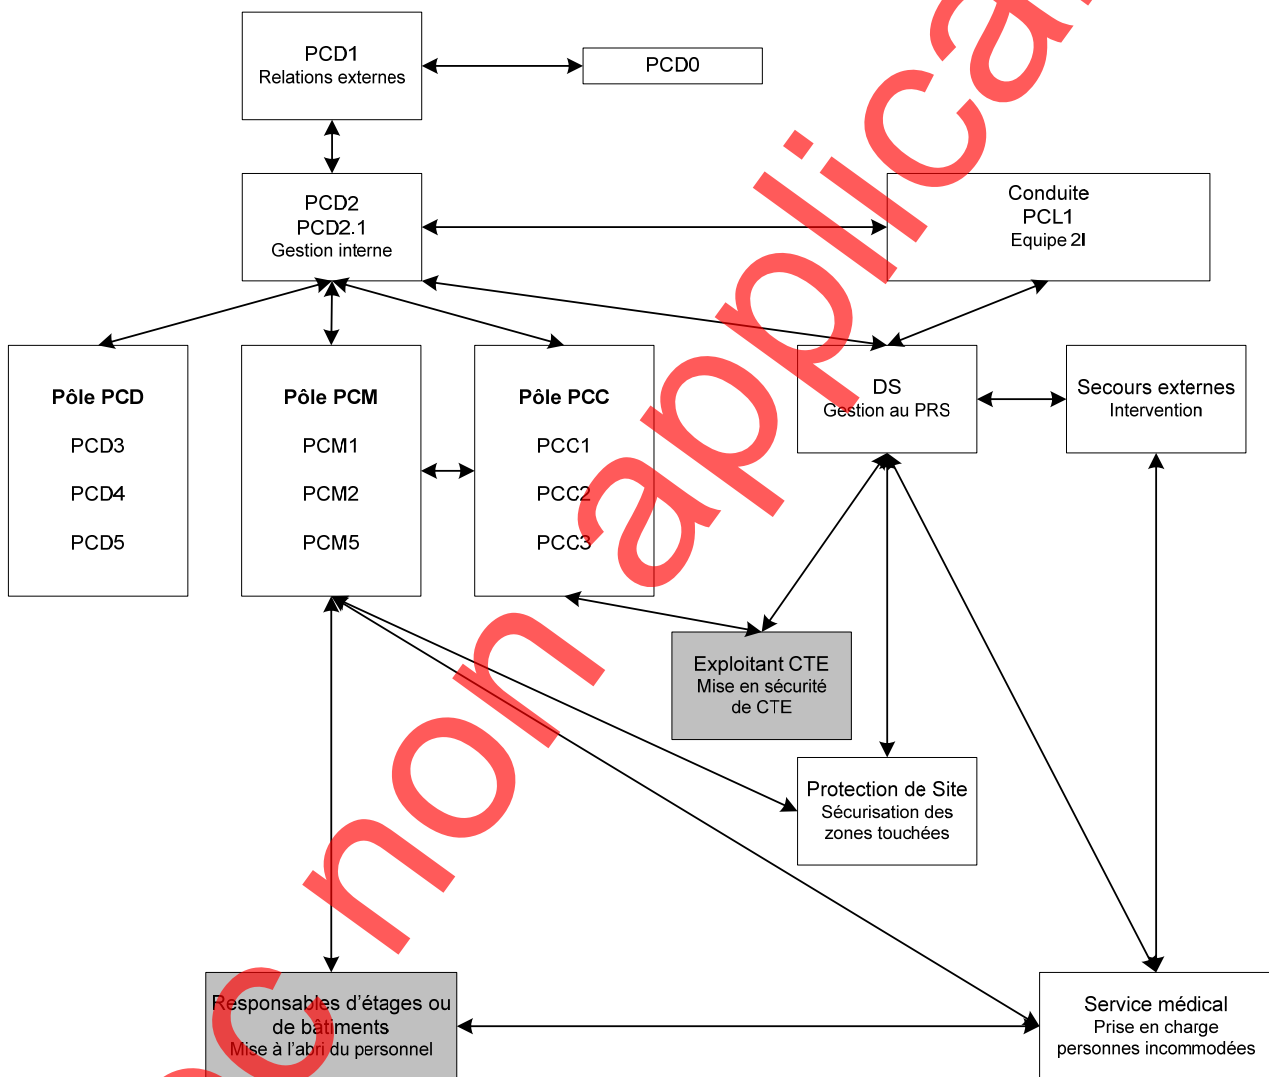 PCD1
Relations externes
PCD0
PCD2
PCD2.1
Gestion interne
Conduite
PCL1
Equipe 2I
Pôle PCD
PCD3
PCD4
PCD5
Pôle PCM
PCM1
PCM2
PCM5
Pôle PCC
PCC1
PCC2
PCC3
DS
Gestion au PRS
Secours externes
Intervention
Exploitant CTE
Mise en sécurité
de CTE
Protection de Site
Sécurisation des
zones touchées
Responsables d'étages ou
de bâtiments
Mise à l'abri du personnel
Service médical
Prise en charge
personnes incommodées
non